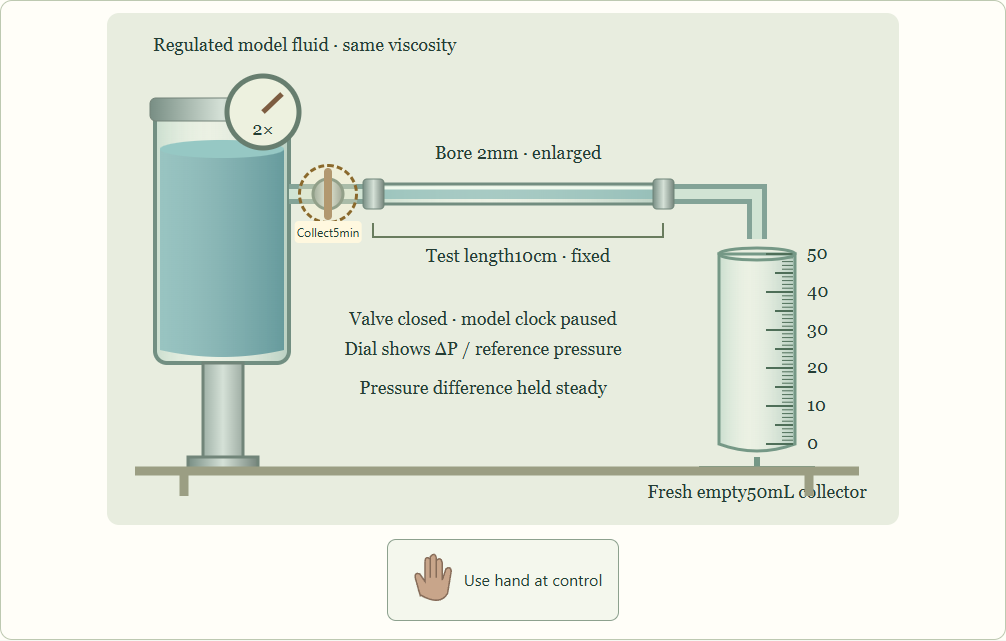 Regulated model fluid · same viscosity
2×
Bore 2mm · enlarged
Collect5min
Test length10cm · fixed
50
40
30
20
10
0
Valve closed · model clock paused
Dial shows ΔP / reference pressure
Pressure difference held steady
Fresh empty50mL collector
Use hand at control